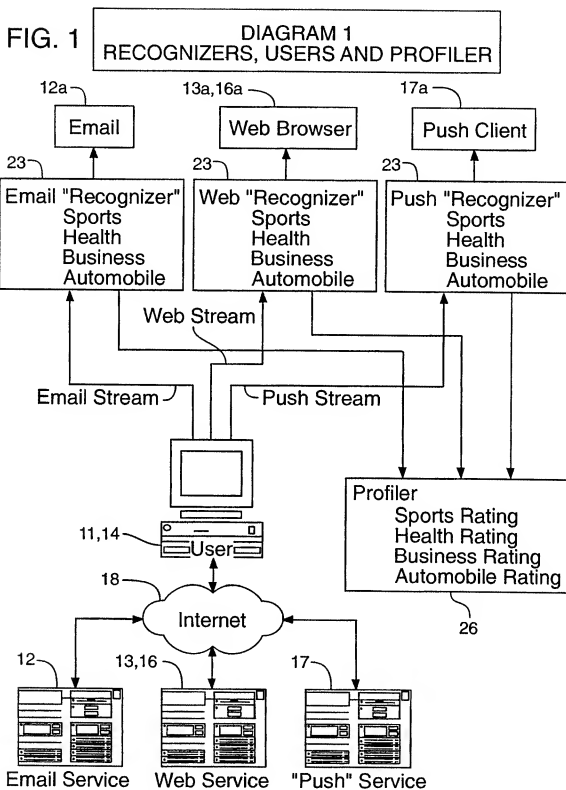 FIG. 1
DIAGRAM 1
RECOGNIZERS, USERS AND PROFILER
12a
13a,16a
17a
Email
Web Browser
Push Client
23
23
23
Email "Recognizer"
Sports
Health
Business
Automobile
Web "Recognizer"
Sports
Health
Business
Automobile
Push "Recognizer"
Sports
Health
Business
Automobile
Web Stream
Email Stream
Push Stream
Profiler
Sports Rating
Health Rating
Business Rating
Automobile Rating
26
11,14
User
18
Internet
12
13,16
17
Email Service
Web Service
"Push" Service